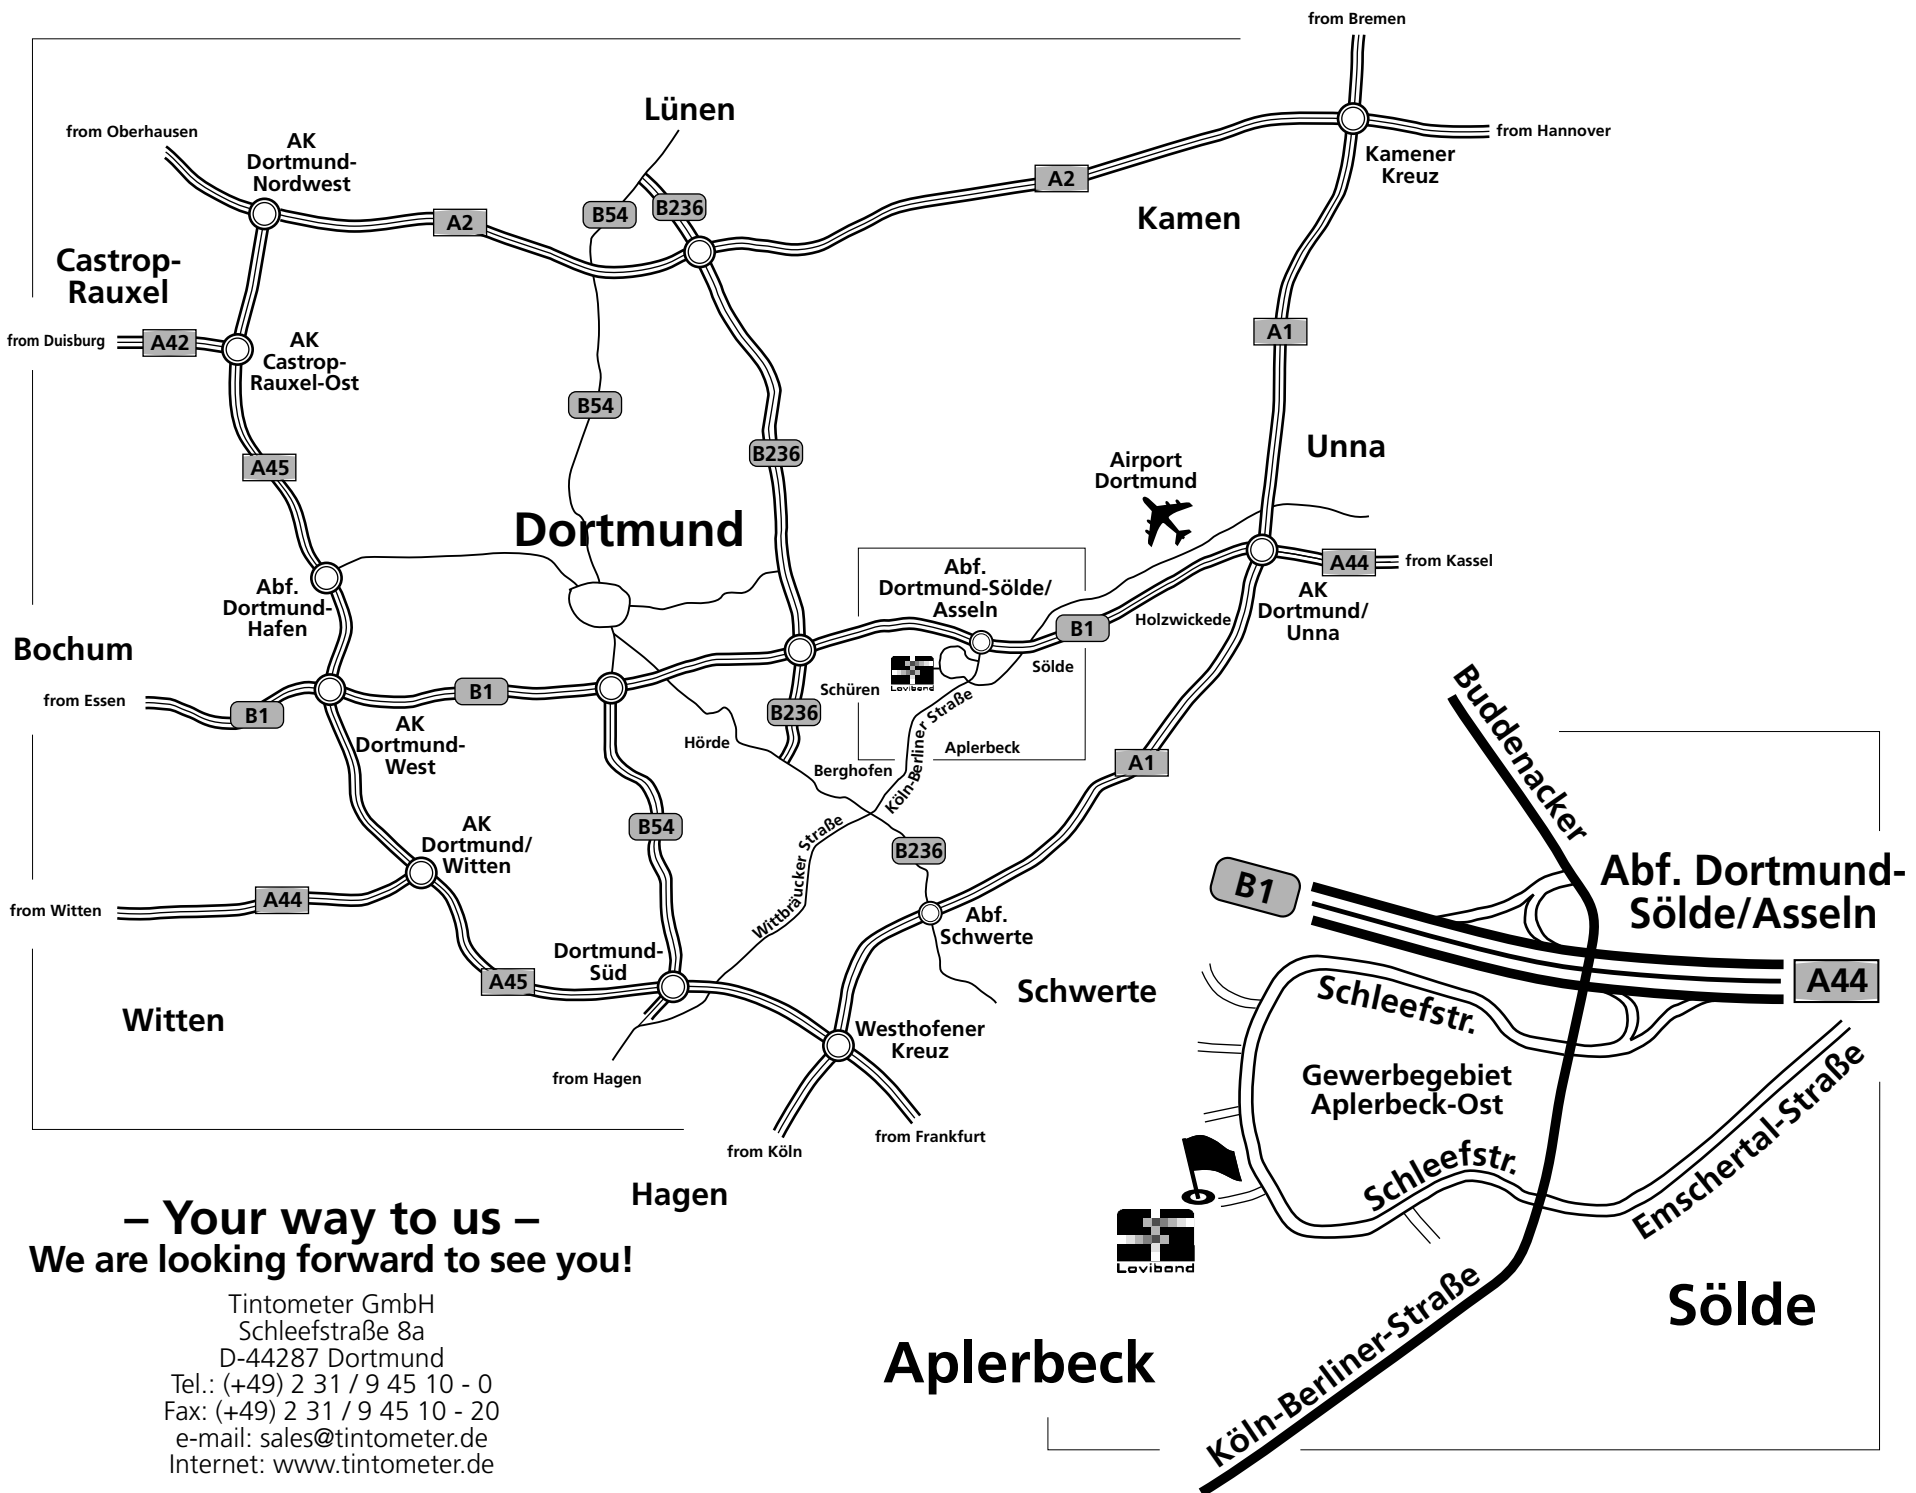 from Bremen
Lünen
from Oberhausen
AK
Dortmund-
Nordwest
from Hannover
Kamener
Kreuz
A2
B54
B236
A2
Kamen
Castrop-
Rauxel
from Duisburg
A42
AK
Castrop-
Rauxel-Ost
A1
B54
A45
B236
Unna
Airport
Dortmund
Dortmund
Abf.
Dortmund-
Hafen
Abf.
Dortmund-Sölde/
Asseln
A44
from Kassel
AK
Dortmund/
Unna
Holzwickede
B1
Bochum
from Essen
B1
B1
Schüren
Lovibond
Sölde
AK
Dortmund-
West
B236
Hörde
Berghofen
Köln-Berliner Straße
Aplerbeck
A1
AK
Dortmund/
Witten
B54
Wittbräucker Straße
B236
from Witten
A44
Abf.
Schwerte
Dortmund-
Süd
A45
Schwerte
Witten
Westhofener
Kreuz
from Hagen
from Köln
from Frankfurt
Hagen
Buddenacker
B1
Abf. Dortmund-
Sölde/Asseln
A44
Schleefstr.
Gewerbegebiet
Aplerbeck-Ost
Schleefstr.
Emschertal-Straße
Lovibond
Sölde
Aplerbeck
Köln-Berliner-Straße
– Your way to us –
We are looking forward to see you!
Tintometer GmbH
Schleefstraße 8a
D-44287 Dortmund
Tel.: (+49) 2 31 / 9 45 10 - 0
Fax: (+49) 2 31 / 9 45 10 - 20
e-mail: sales@tintometer.de
Internet: www.tintometer.de